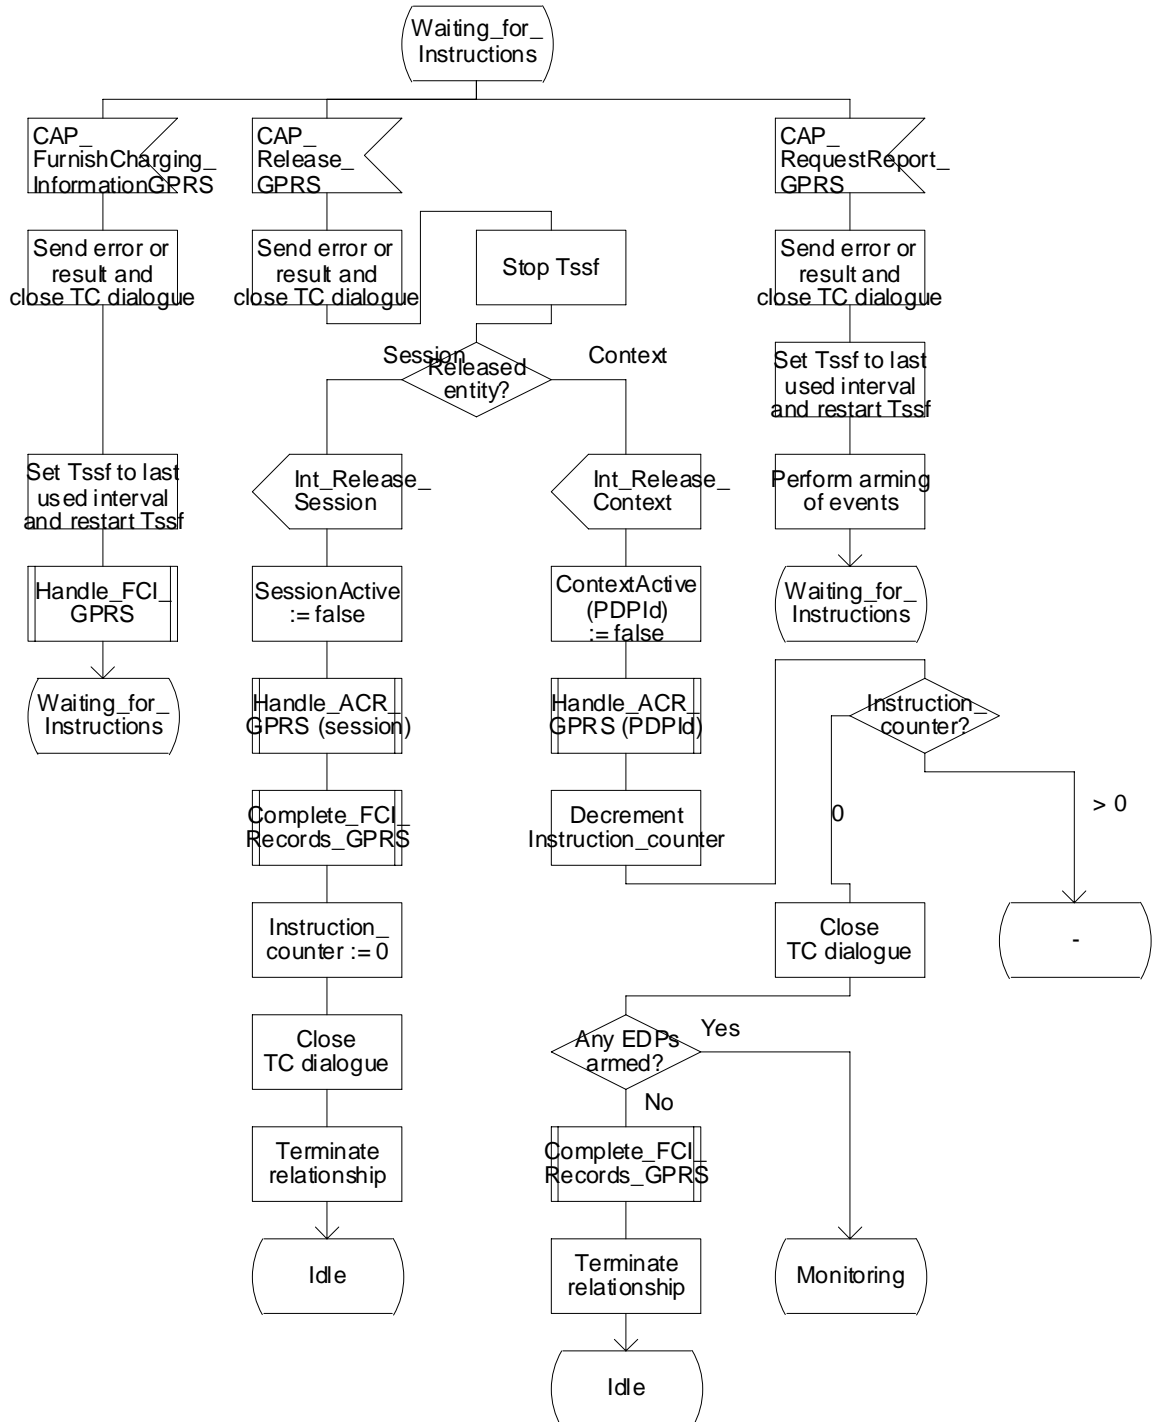 Waiting_for_
Instructions
CAP_
FurnishCharging_
InformationGPRS
CAP_
Release_
GPRS
CAP_
RequestReport_
GPRS
Send error or
result and
close TC dialogue
Send error or
result and
close TC dialogue
Stop Tssf
Send error or
result and
close TC dialogue
Session
Context
Released
entity?
Set Tssf to last
used interval
and restart Tssf
Set Tssf to last
used interval
and restart Tssf
Int_Release_
Session
Int_Release_
Context
Perform arming
of events
Handle_FCI_
GPRS
SessionActive
:= false
ContextActive
(PDPId)
:= false
Waiting_for_
Instructions
Waiting_for_
Instructions
Handle_ACR_
GPRS (session)
Handle_ACR_
GPRS (PDPId)
Instruction_
counter?
Complete_FCI_
Records_GPRS
Decrement
Instruction_counter
0
> 0
Instruction_
counter := 0
Close
TC dialogue
-
Close
TC dialogue
Any EDPs
armed?
Yes
No
Terminate
relationship
Complete_FCI_
Records_GPRS
Idle
Terminate
relationship
Monitoring
Idle